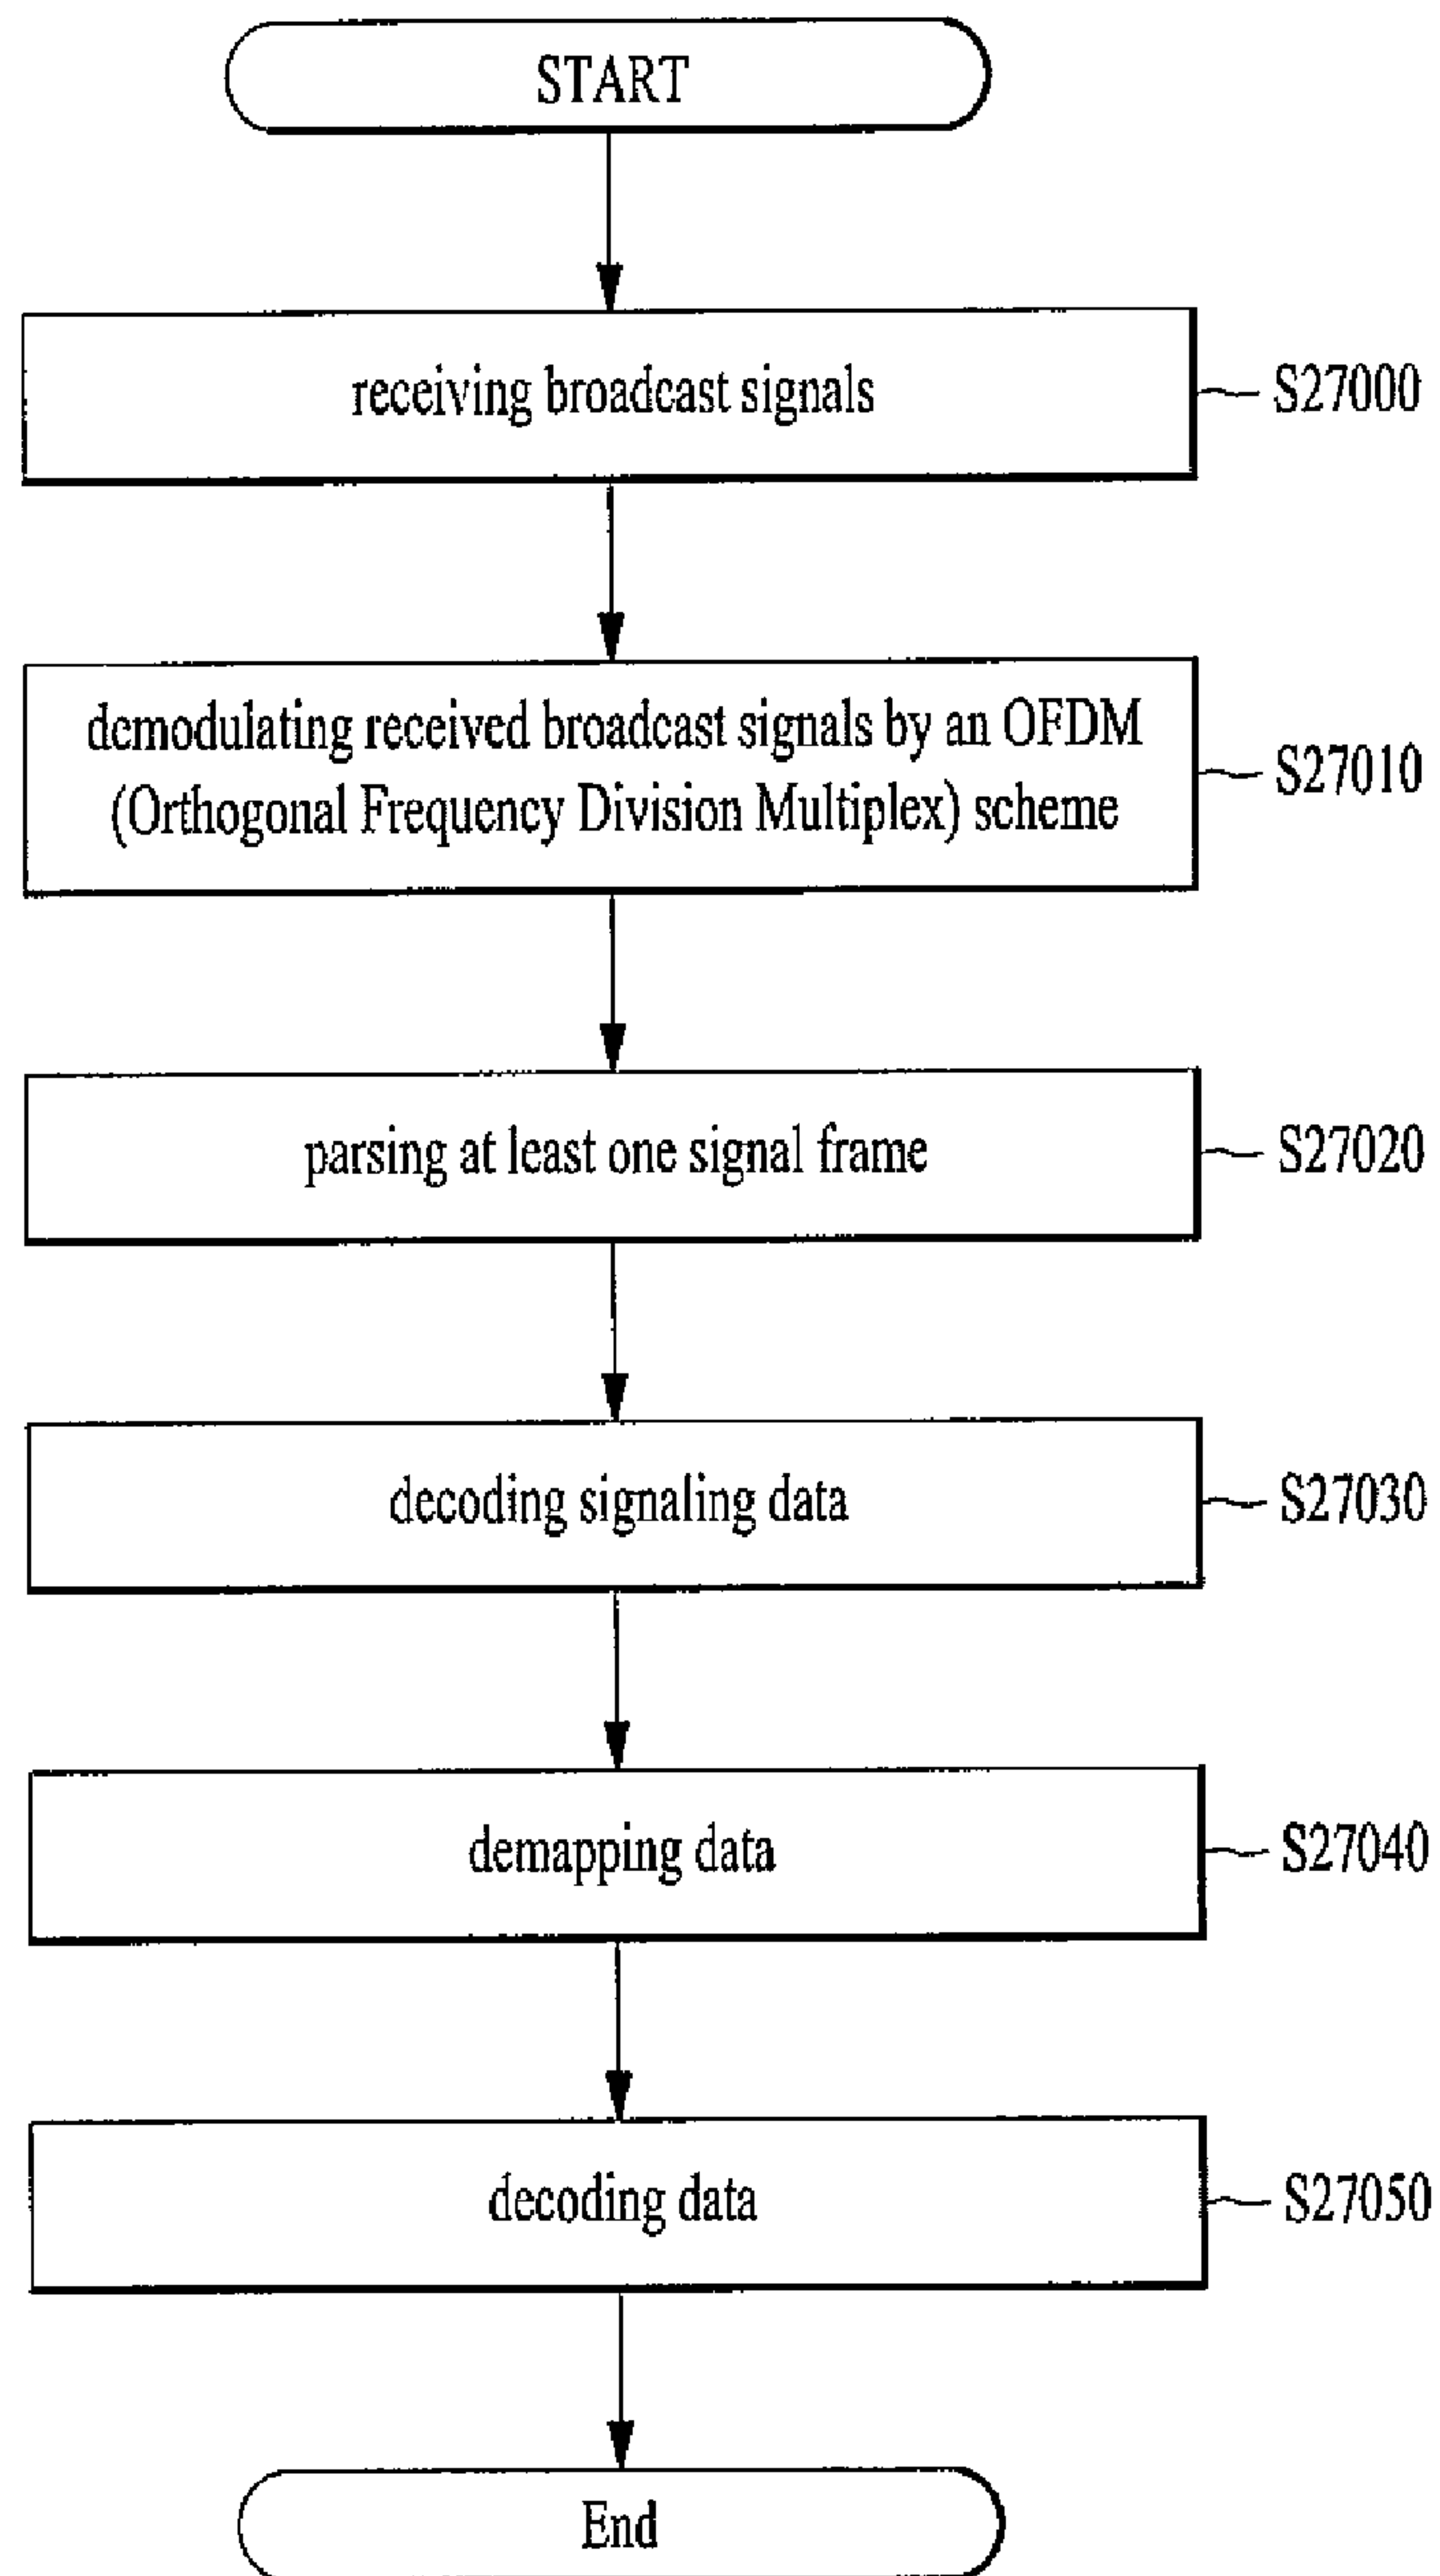 START
receiving broadcast signals
S27000
demodulating received broadcast signals by an OFDM
(Orthogonal Frequency Division Multiplex) scheme
S27010
parsing at least one signal frame
S27020
decoding signaling data
S27030
demapping data
S27040
decoding data
S27050
End